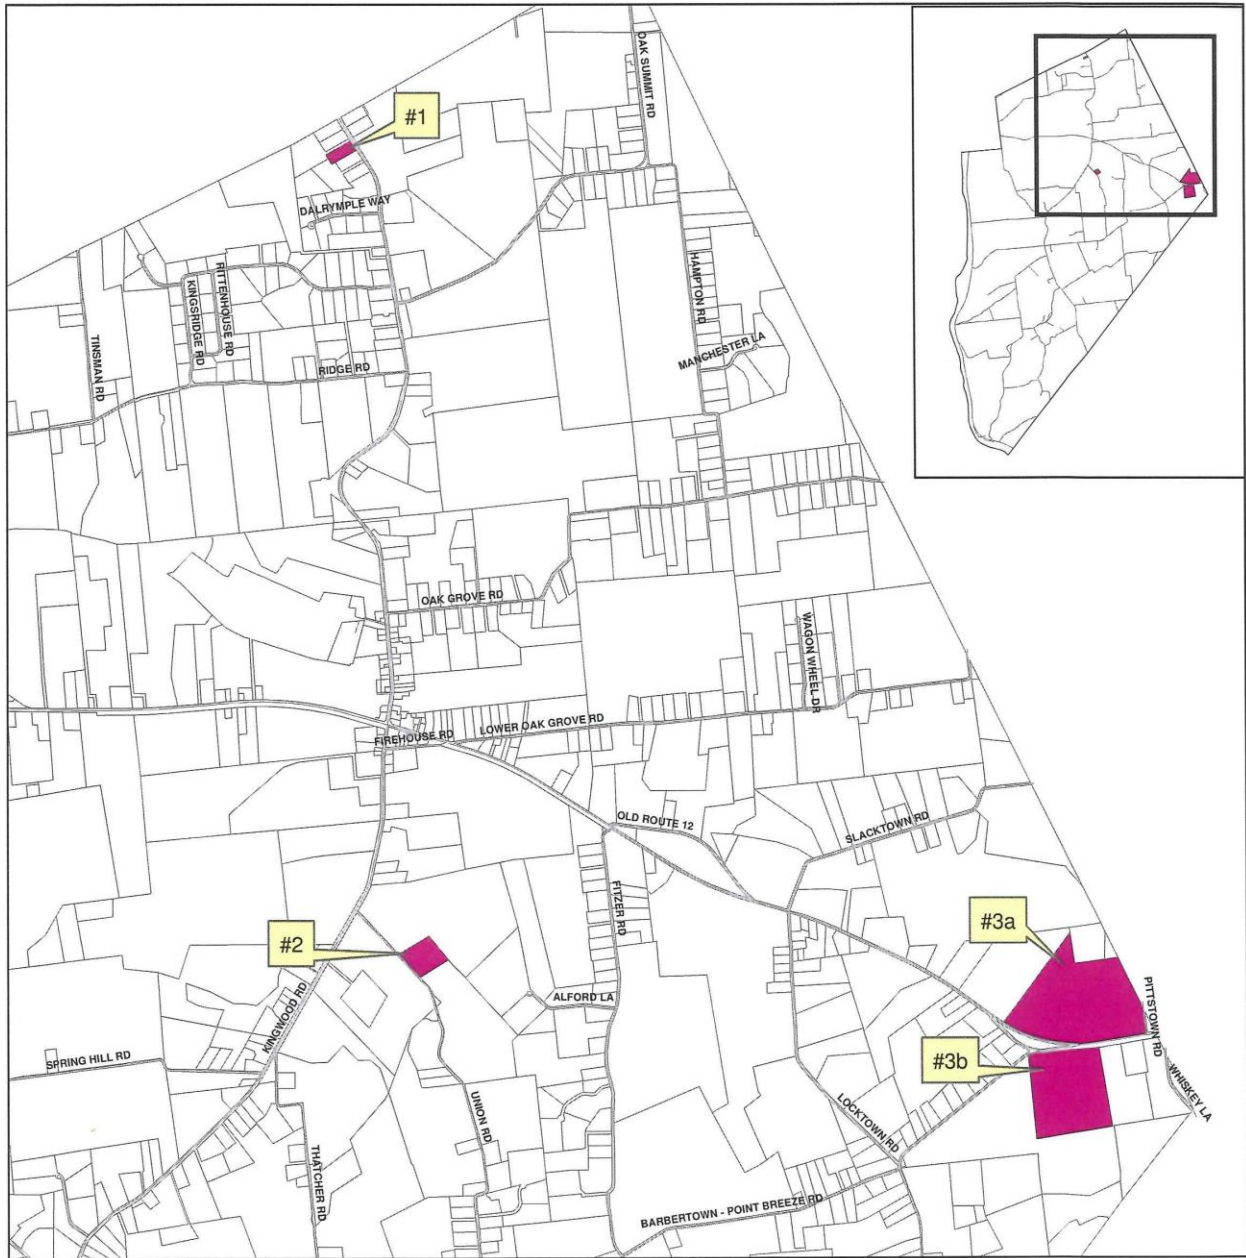 OAK SUMMIT RD
#1
DALRYMPLE WAY
RITTENHOUSE RD
KINGSRIDGE RD
HAMPTON RD
TINSMAN RD
RIDGE RD
MANCHESTER LA
OAK GROVE RD
WAGON WHEEL DR
LOWER OAK GROVE RD
FIREHOUSE RD
OLD ROUTE 12
SLACKTOWN RD
FITZER RD
#3a
#2
ALFORD LA
PITTSTOWN RD
KINGWOOD RD
SPRING HILL RD
#3b
WHISKEY LA
UNION RD
LOCKTOWN RD
THATCHER RD
BARBERTOWN - POINT BREEZE RD